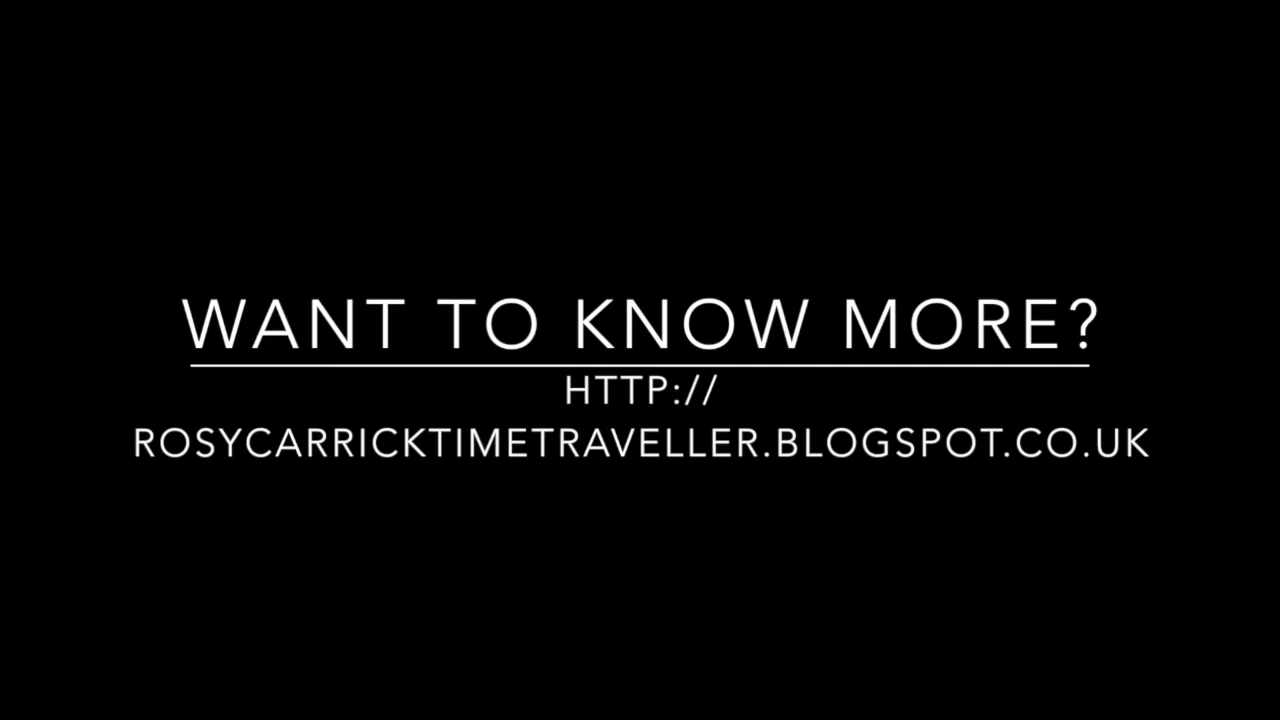 WANT TO KNOW MORE?
HTTP://
ROSYCARRICKTIMETRAVELLER.BLOGSPOT.CO.UK